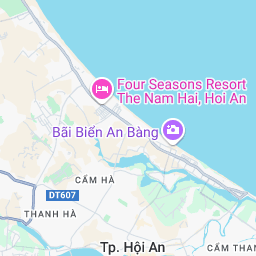 Four Seasons Resort
The Nam Hai, Hoi An
Bãi Biển An Bàng
CẨM HÀ
DT607
THANH HÀ
Tp. Hội An
CẨM THAN